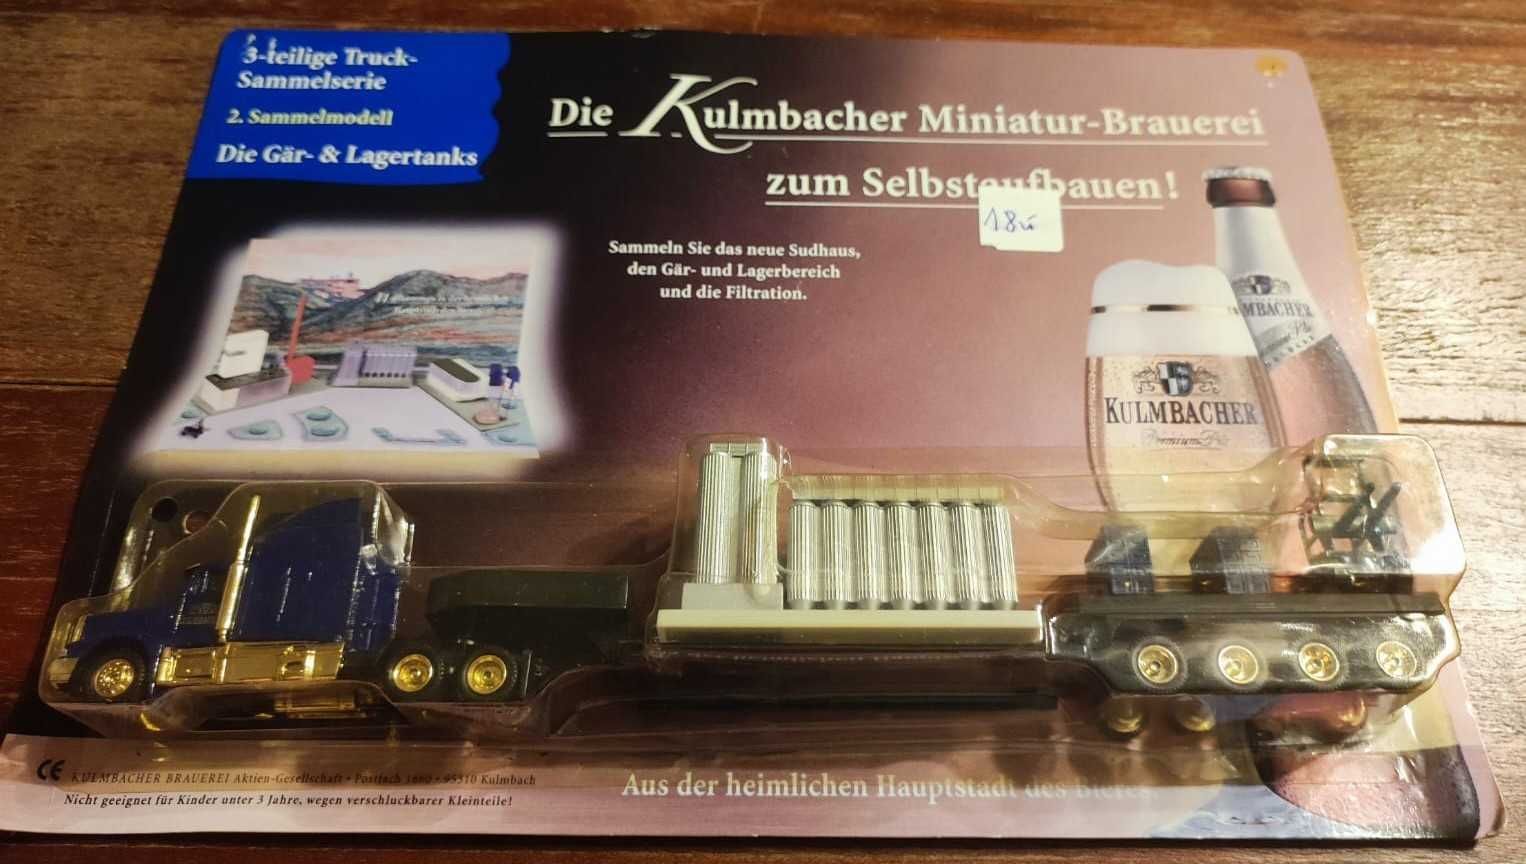 3-teilige Truck-
Sammelserie
2. Sammelmodell
Die Gär- & Lagertanks
Die Kulmbacher Miniatur-Brauerei
zum Selbstaufbauen!
Sammeln Sie das neue Sudhaus,
den Gär- und Lagerbereich
und die Filtration.
KULMBACHER
Premium Pils
CE KULMBACHER BRAUEREI Aktien-Gesellschaft • Postfach 1860 • 95310 Kulmbach
Nicht geeignet für Kinder unter 3 Jahre, wegen verschluckbarer Kleinteile!
Aus der heimlichen Hauptstadt des Bieres.